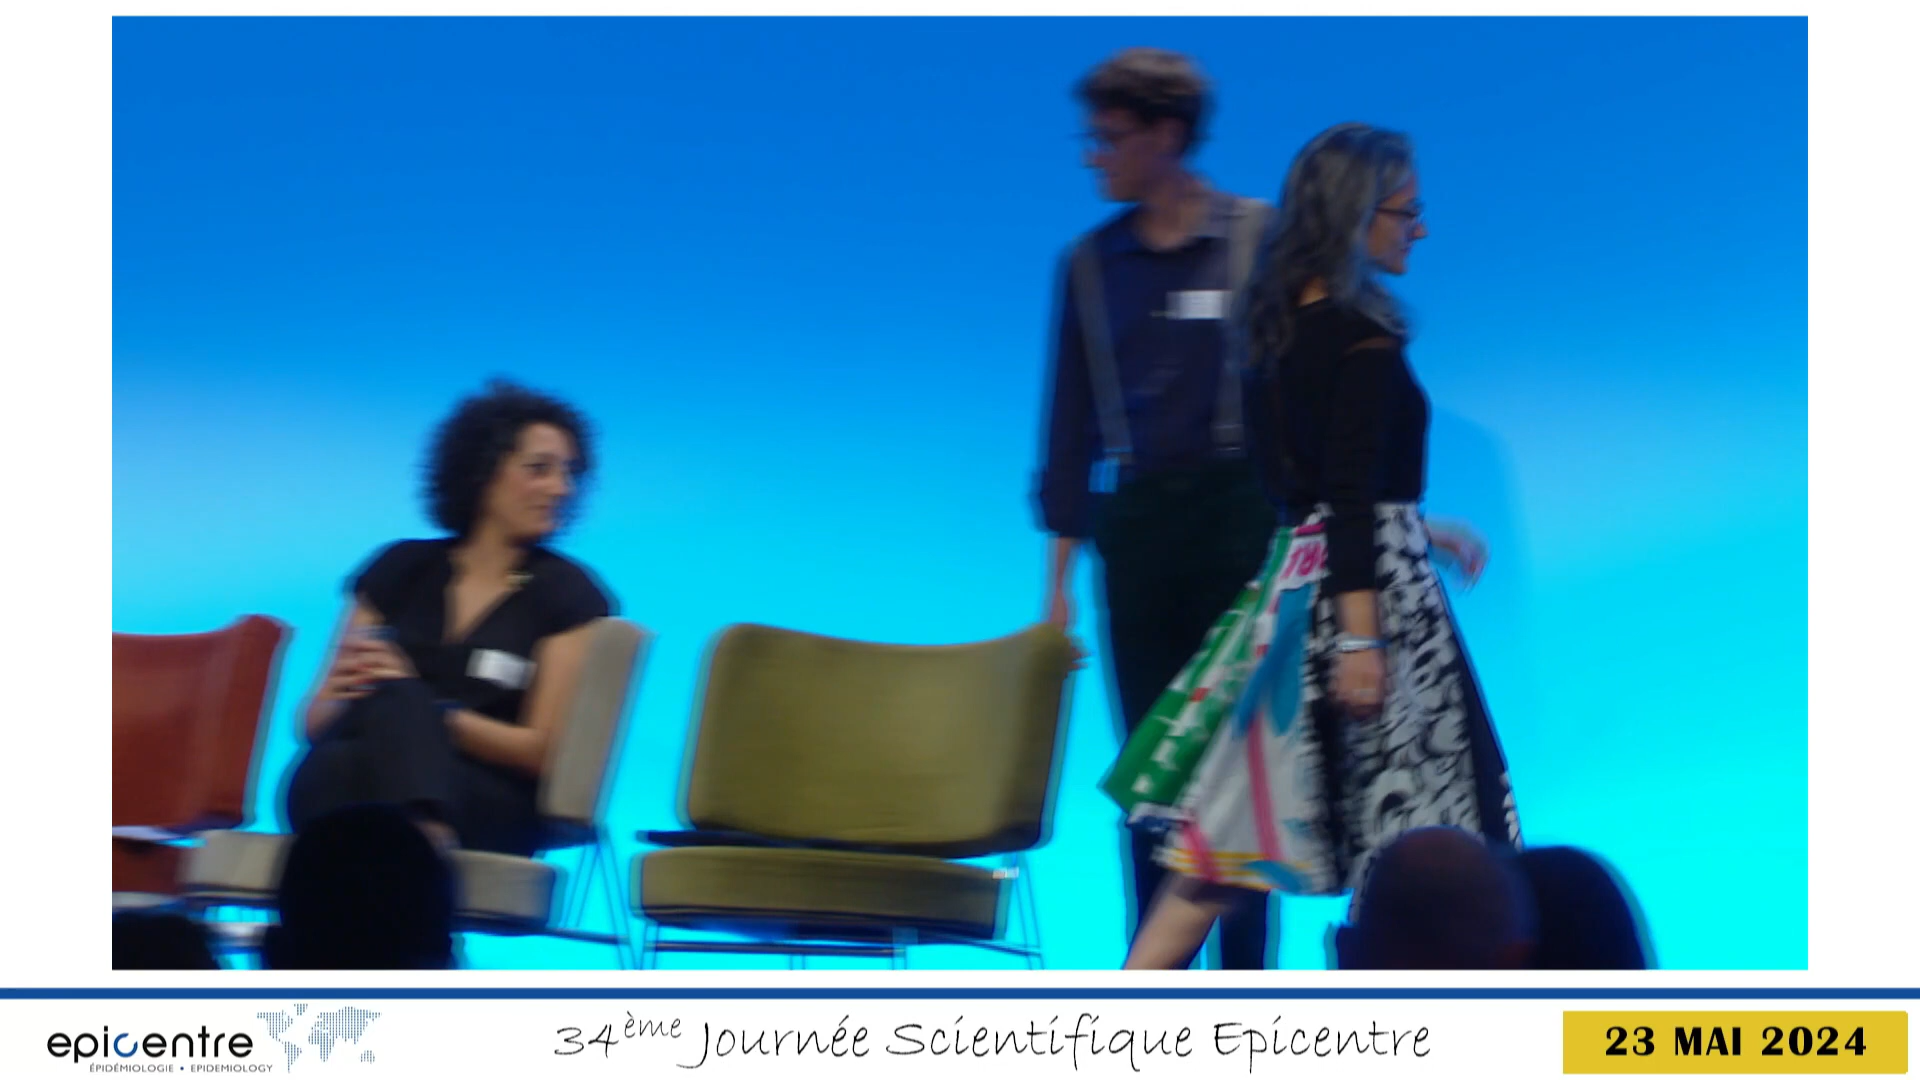 epicentre
ÉPIDÉMIOLOGIE • EPIDEMIOLOGY
34ème Journée Scientifique Epicentre
23 MAI 2024